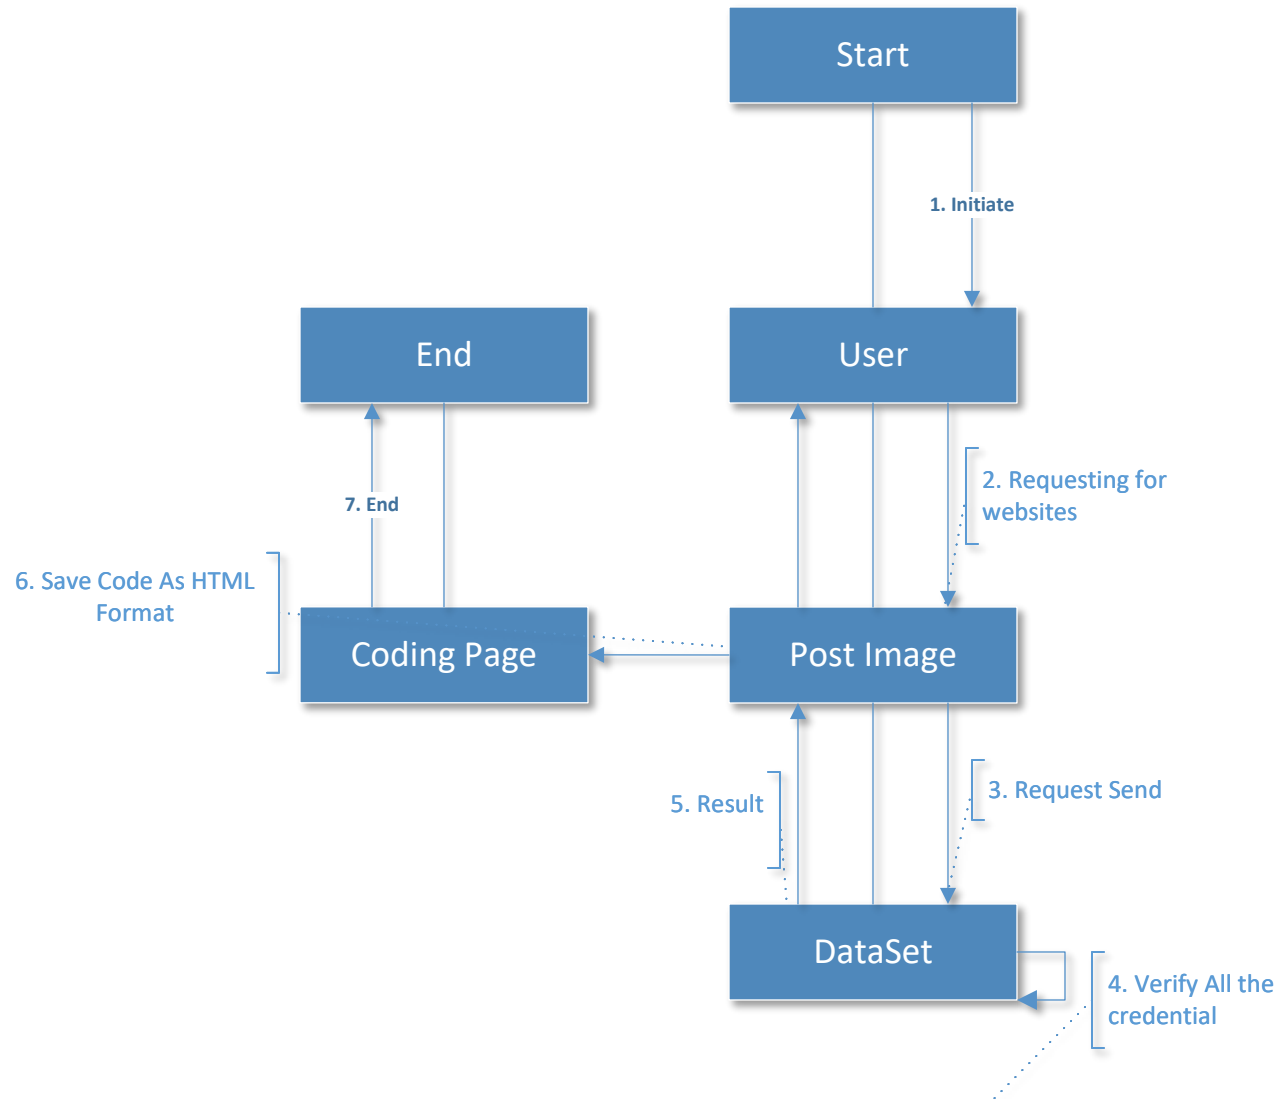 Start
1. Initiate
End
User
2. Requesting for
websites
7. End
6. Save Code As HTML
Format
Coding Page
Post Image
5. Result
3. Request Send
DataSet
4. Verify All the
credential